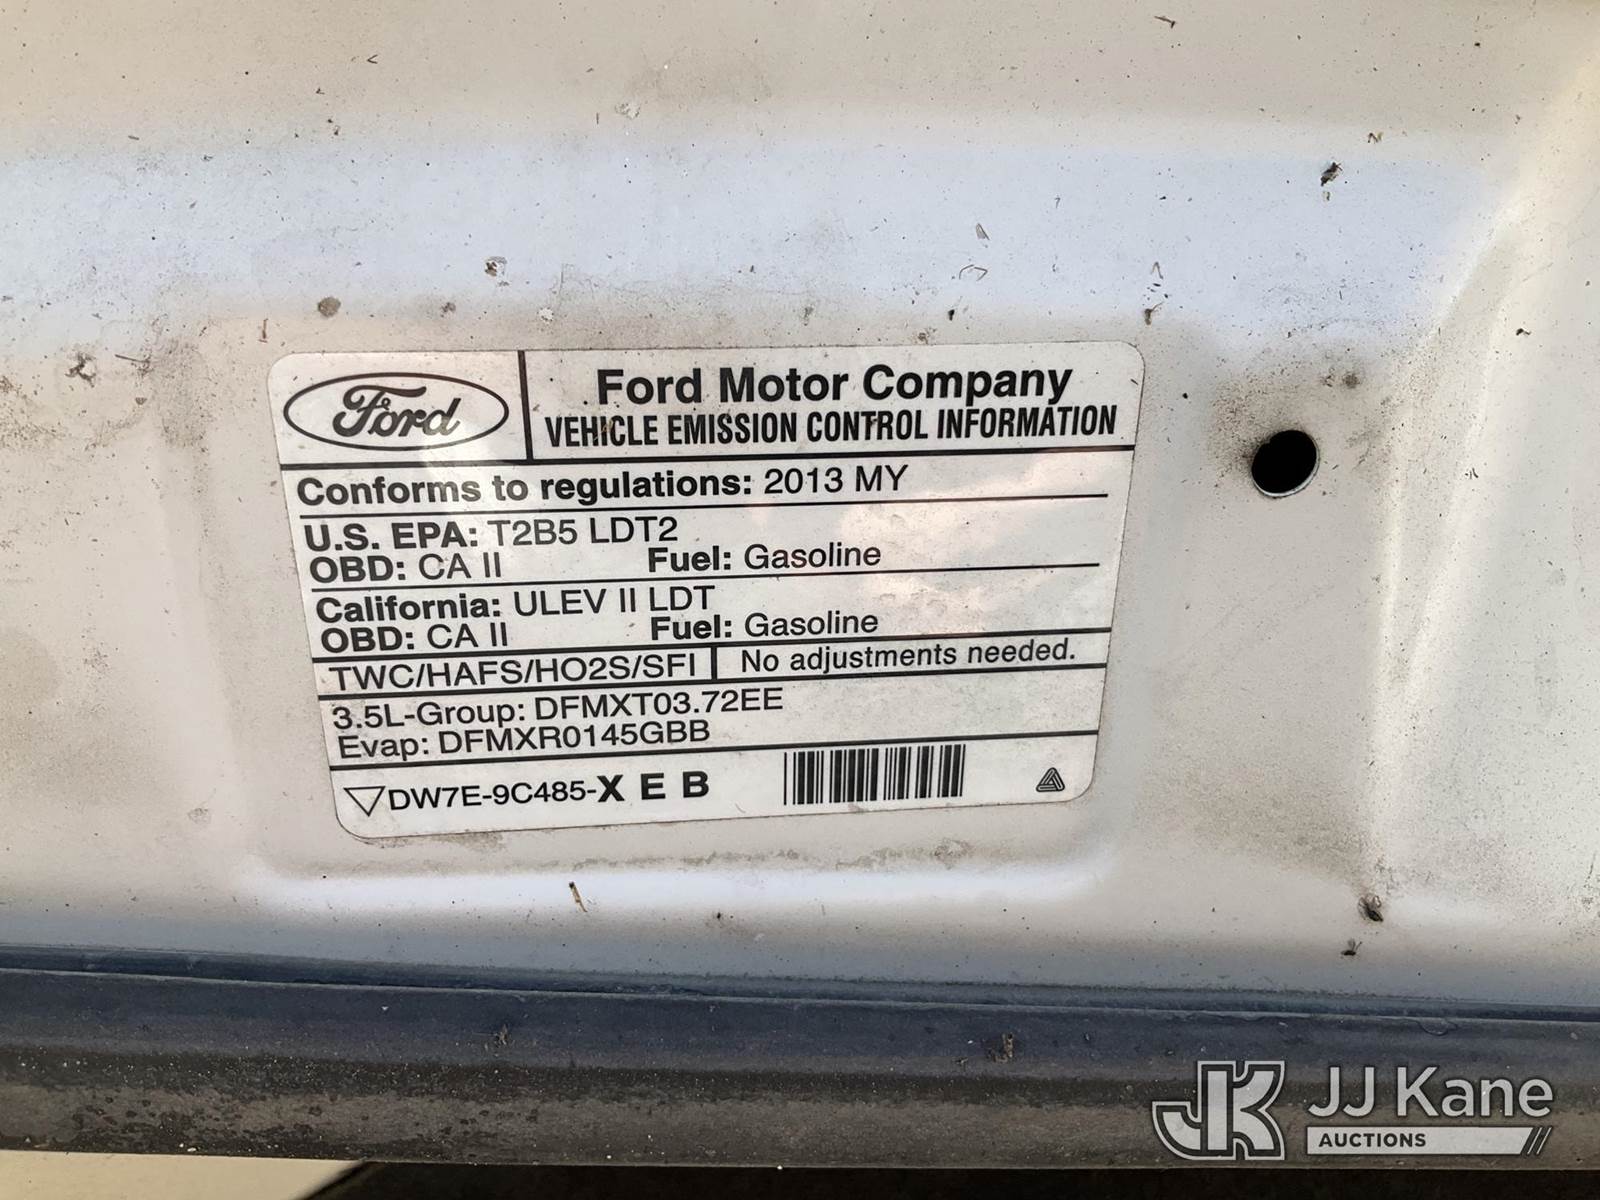 Ford
Ford Motor Company
VEHICLE EMISSION CONTROL INFORMATION
Conforms to regulations: 2013 MY
U.S. EPA: T2B5 LDT2
OBD: CA II Fuel: Gasoline
California: ULEV II LDT
OBD: CA II Fuel: Gasoline
TWC/HAFS/HO2S/SFI No adjustments needed.
3.5L-Group: DFMXT03.72EE
Evap: DFMXR0145GBB
DW7E-9C485-X E B
JK JJ Kane
AUCTIONS